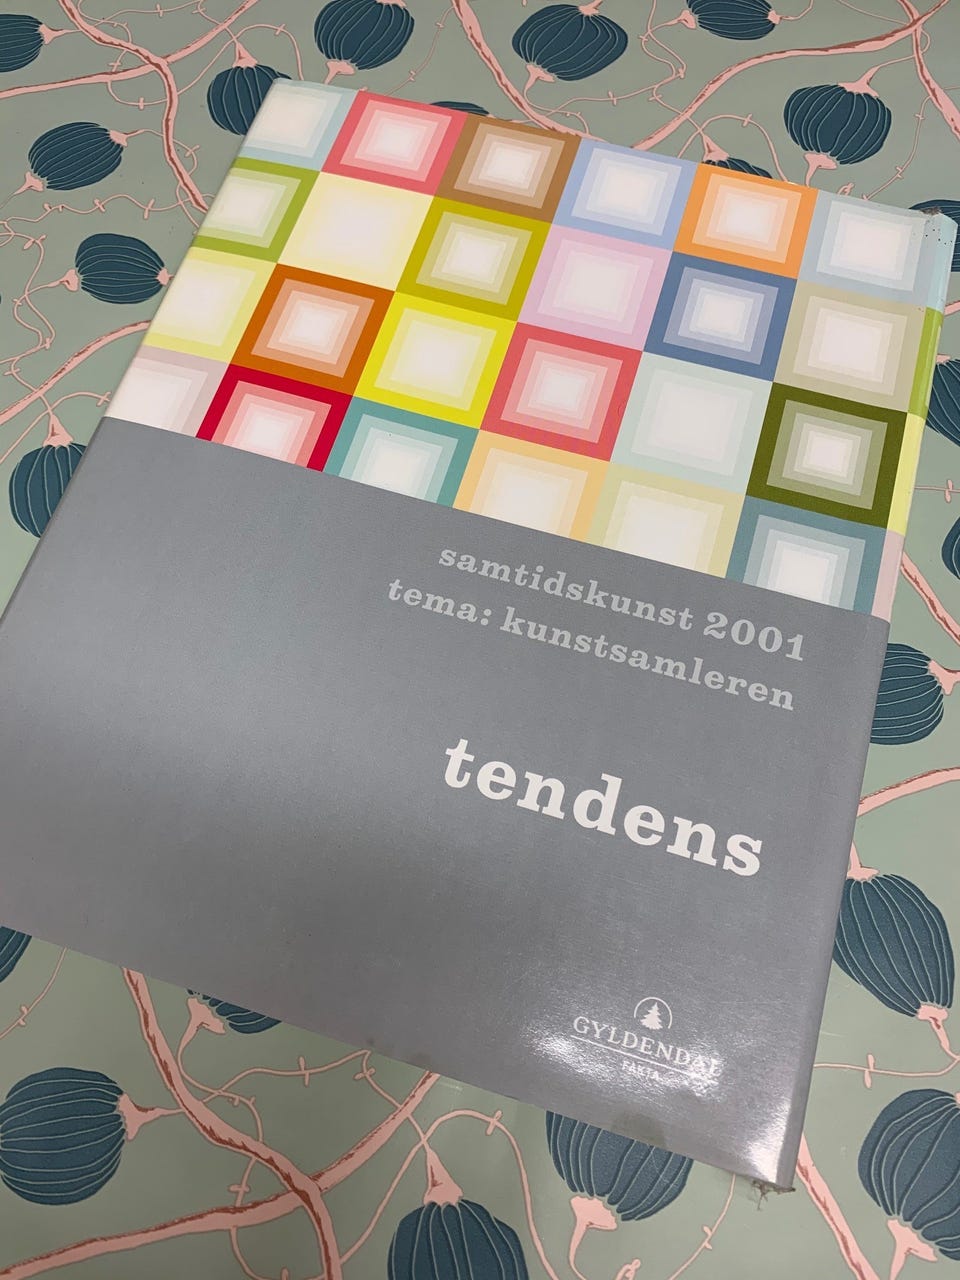 samtidskunst 2001
tema: kunstsamleren
tendens
GYLDENDAL
FAKTA